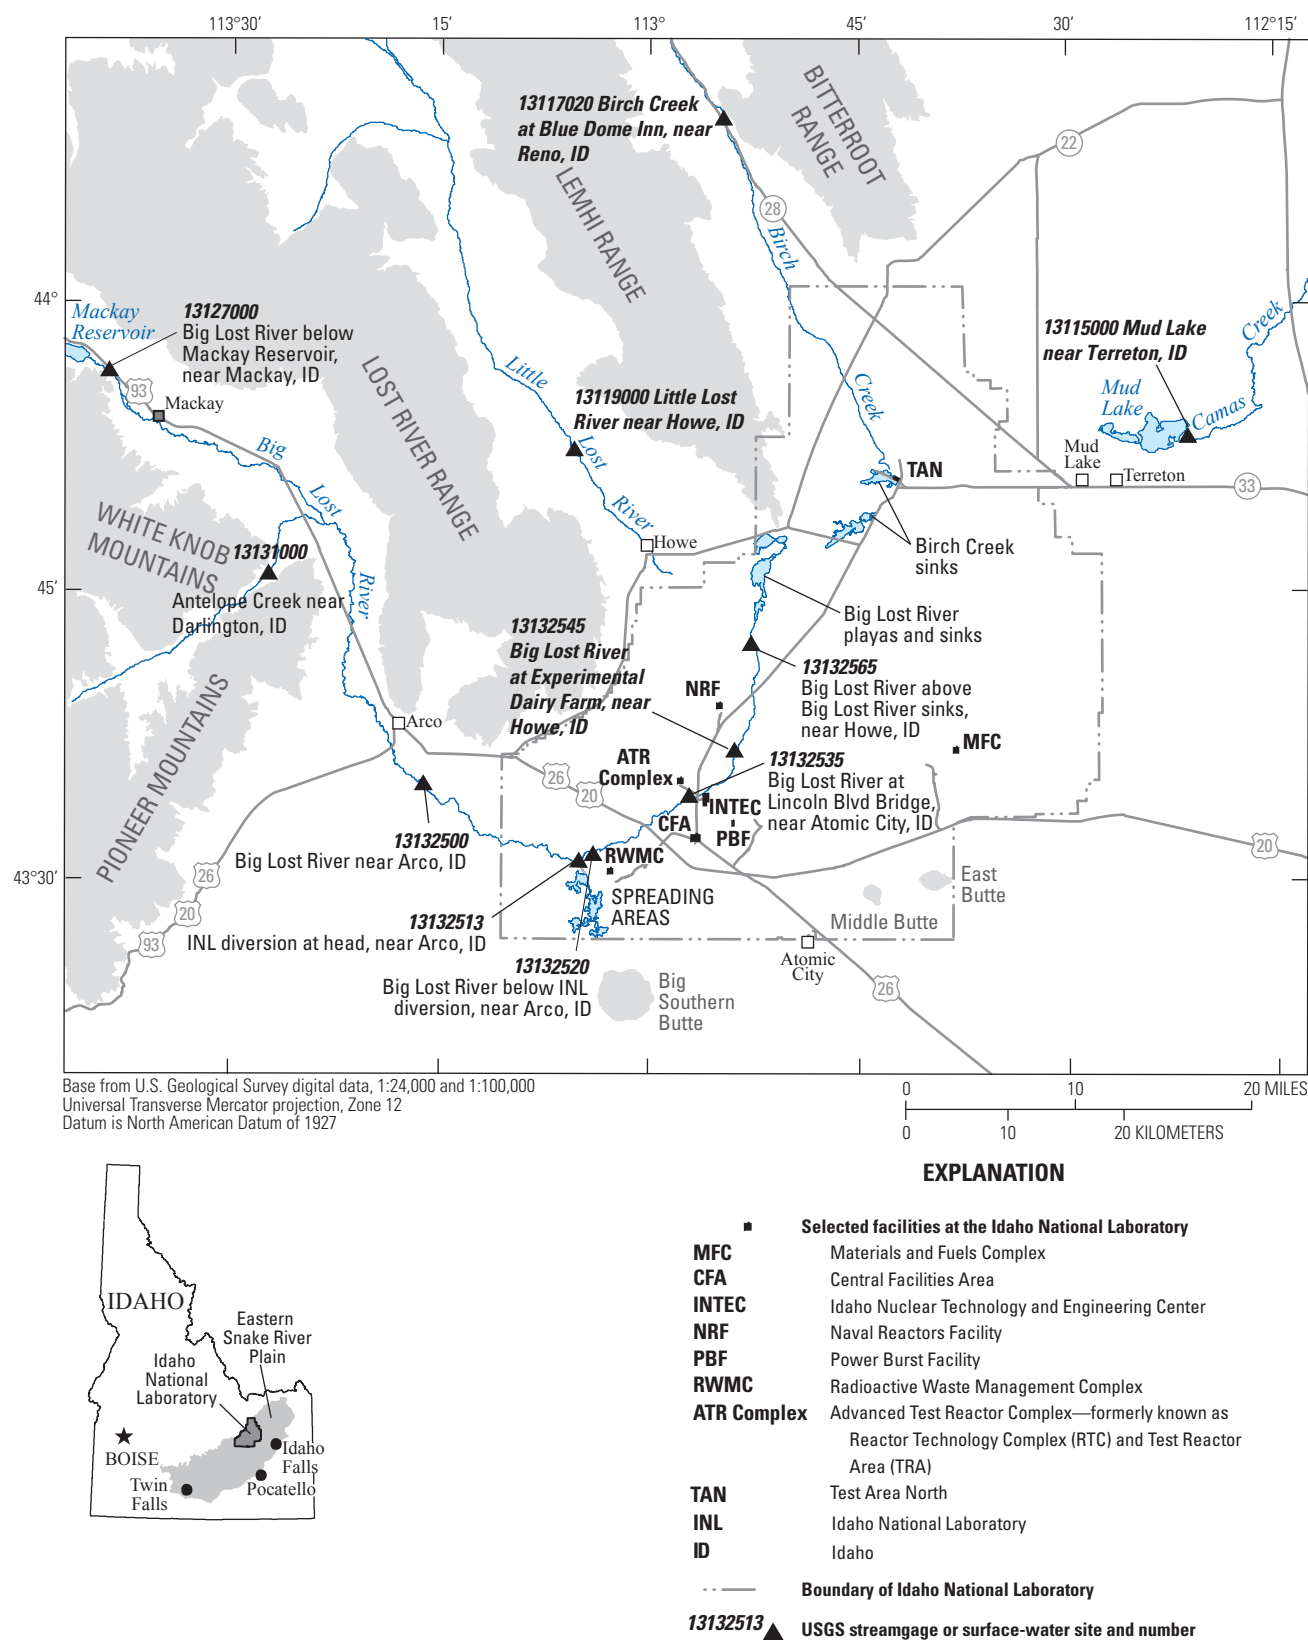 113°30'
15'
113°
45'
30'
112°15'
44°
45'
43°30'
13117020 Birch Creek
at Blue Dome Inn, near
Reno, ID
BITTERROOT
RANGE
LEMHI RANGE
22
28
Birch
Creek
Mackay
Reservoir
13127000
Big Lost River below
Mackay Reservoir,
near Mackay, ID
93
Mackay
LOST RIVER RANGE
Little
Lost
River
13119000 Little Lost
River near Howe, ID
13115000 Mud Lake
near Terreton, ID
Creek
Camas
Mud
Lake
Mud
Lake
Terreton
33
TAN
Big
Lost
River
WHITE KNOB
MOUNTAINS
13131000
Antelope Creek near
Darlington, ID
Howe
Birch Creek
sinks
Big Lost River
playas and sinks
13132545
Big Lost River
at Experimental
Dairy Farm, near
Howe, ID
13132565
Big Lost River above
Big Lost River sinks,
near Howe, ID
NRF
MFC
PIONEER MOUNTAINS
Arco
ATR
Complex
26
20
13132535
Big Lost River at
Lincoln Blvd Bridge,
near Atomic City, ID
INTEC
CFA
PBF
20
13132500
Big Lost River near Arco, ID
RWMC
SPREADING
AREAS
East
Butte
Middle Butte
26
20
93
13132513
INL diversion at head, near Arco, ID
13132520
Big Lost River below INL
diversion, near Arco, ID
Big
Southern
Butte
Atomic
City
26
Base from U.S. Geological Survey digital data, 1:24,000 and 1:100,000
Universal Transverse Mercator projection, Zone 12
Datum is North American Datum of 1927
0 10 20 MILES
0 10 20 KILOMETERS
IDAHO
Eastern
Snake River
Plain
Idaho
National
Laboratory
BOISE
Idaho
Falls
Pocatello
Twin
Falls
EXPLANATION
Selected facilities at the Idaho National Laboratory
MFC Materials and Fuels Complex
CFA Central Facilities Area
INTEC Idaho Nuclear Technology and Engineering Center
NRF Naval Reactors Facility
PBF Power Burst Facility
RWMC Radioactive Waste Management Complex
ATR Complex Advanced Test Reactor Complex—formerly known as
Reactor Technology Complex (RTC) and Test Reactor
Area (TRA)
TAN Test Area North
INL Idaho National Laboratory
ID Idaho
Boundary of Idaho National Laboratory
13132513 USGS streamgage or surface-water site and number